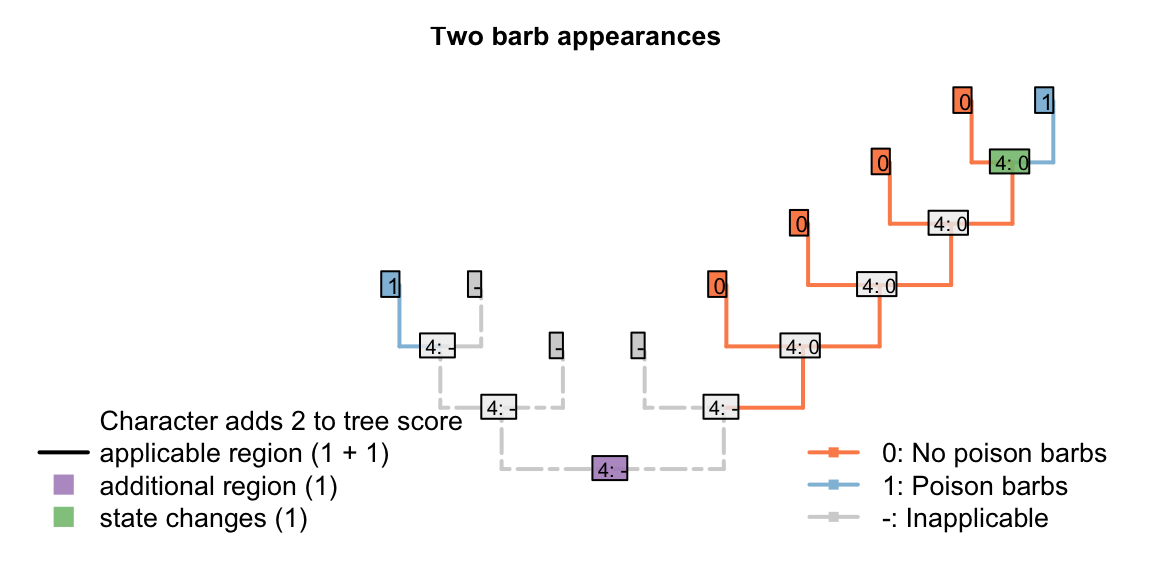 Two barb appearances
0 1
0 4: 0
0 4: 0
1 - 0 4: 0
4: - - - 4: 0
4: - 4: -
4: -
Character adds 2 to tree score
applicable region (1 + 1)
additional region (1)
state changes (1)
0: No poison barbs
1: Poison barbs
-: Inapplicable